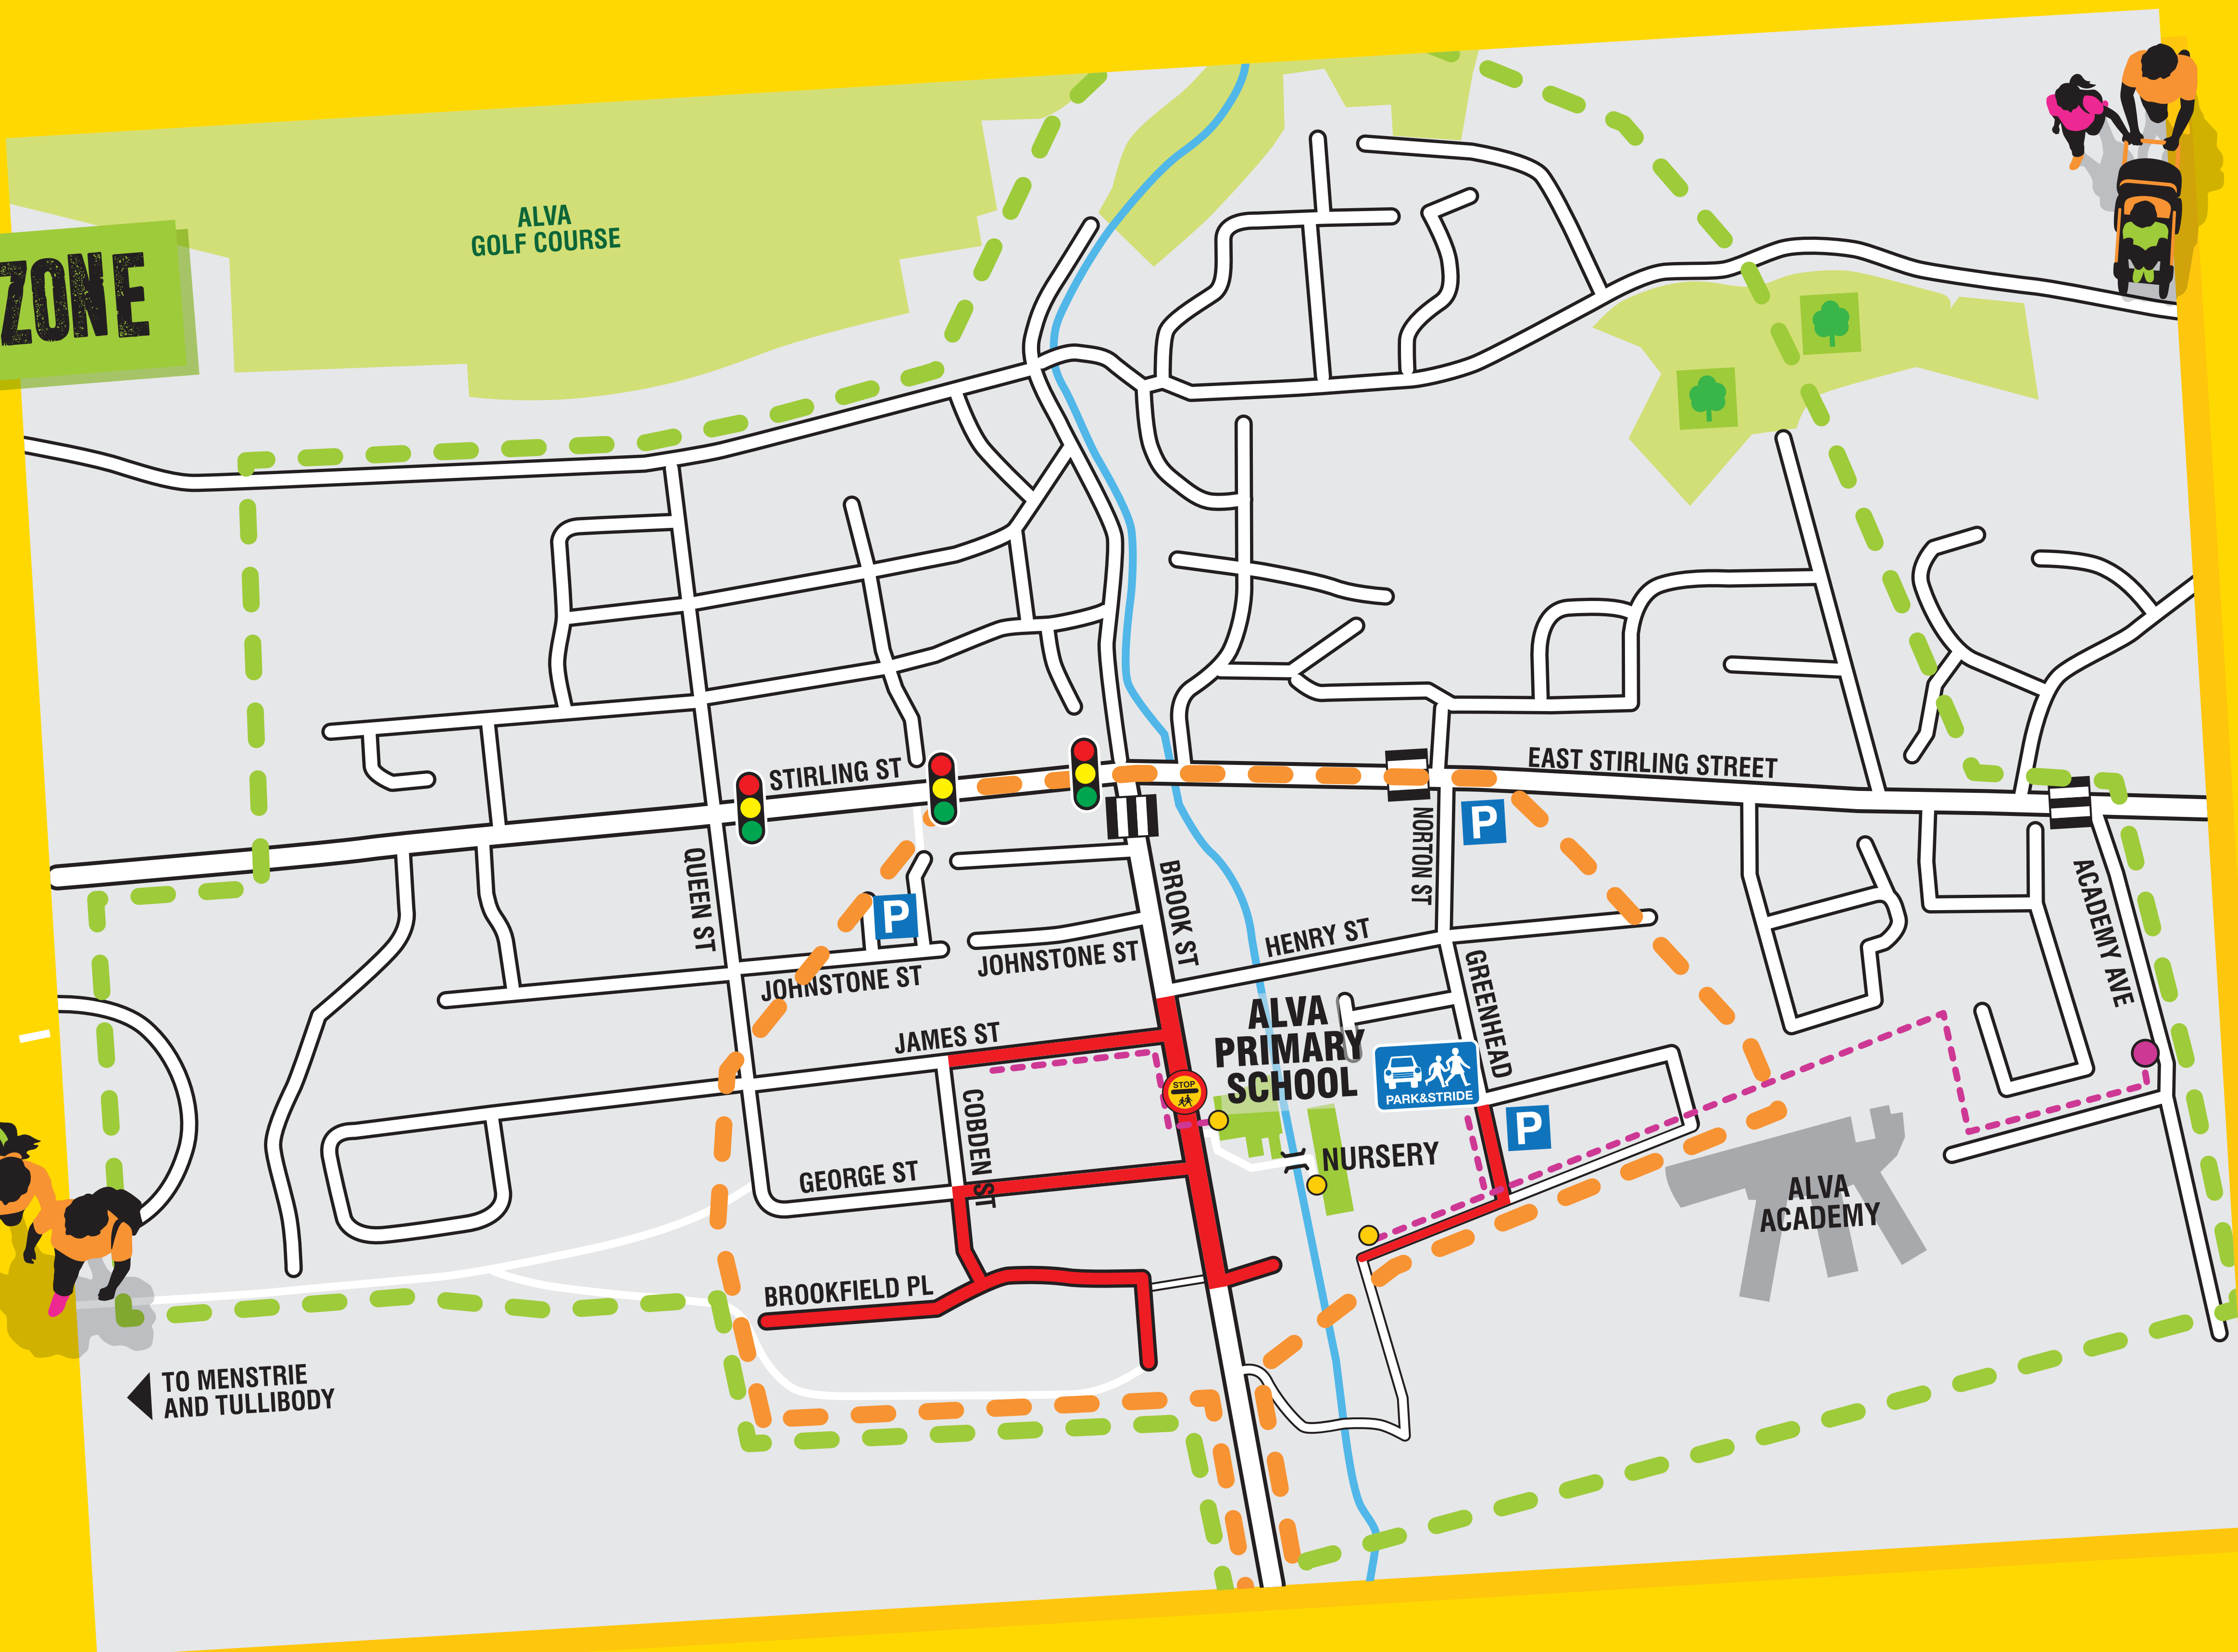 ZONE
ALVA
GOLF COURSE
STIRLING ST
EAST STIRLING STREET
QUEEN ST
P
P
NORTON ST
BROOK ST
ACADEMY AVE
JOHNSTONE ST
JOHNSTONE ST
HENRY ST
GREENHEAD
JAMES ST
ALVA
PRIMARY
SCHOOL
STOP
PARK&STRIDE
P
COBDEN ST
GEORGE ST
NURSERY
ALVA
ACADEMY
BROOKFIELD PL
TO MENSTRIE
AND TULLIBODY